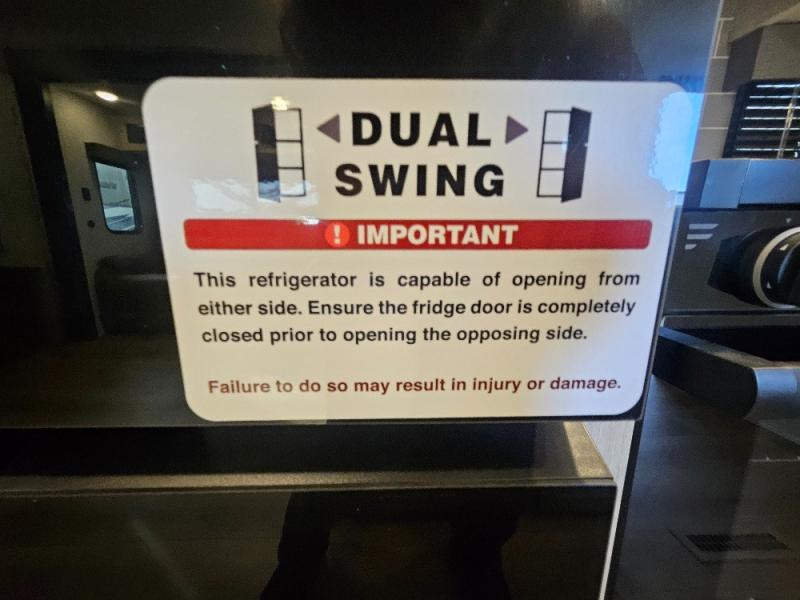 DUAL
SWING
! IMPORTANT
This refrigerator is capable of opening from
either side. Ensure the fridge door is completely
closed prior to opening the opposing side.
Failure to do so may result in injury or damage.